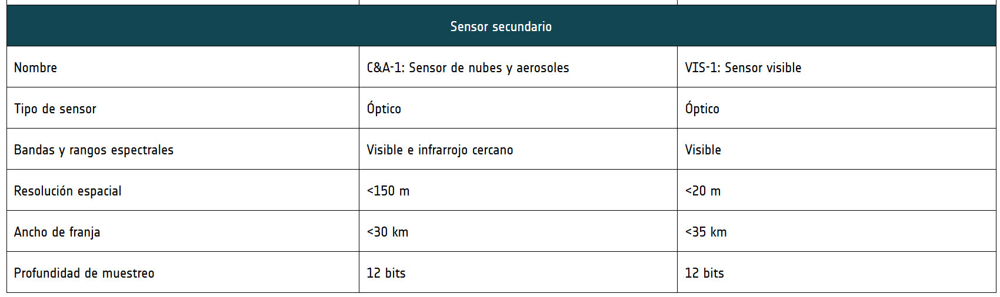 Sensor secundario
Nombre C&A-1: Sensor de nubes y aerosoles VIS-1: Sensor visible
Tipo de sensor Óptico Óptico
Bandas y rangos espectrales Visible e infrarrojo cercano Visible
Resolución espacial <150 m <20 m
Ancho de franja <30 km <35 km
Profundidad de muestreo 12 bits 12 bits